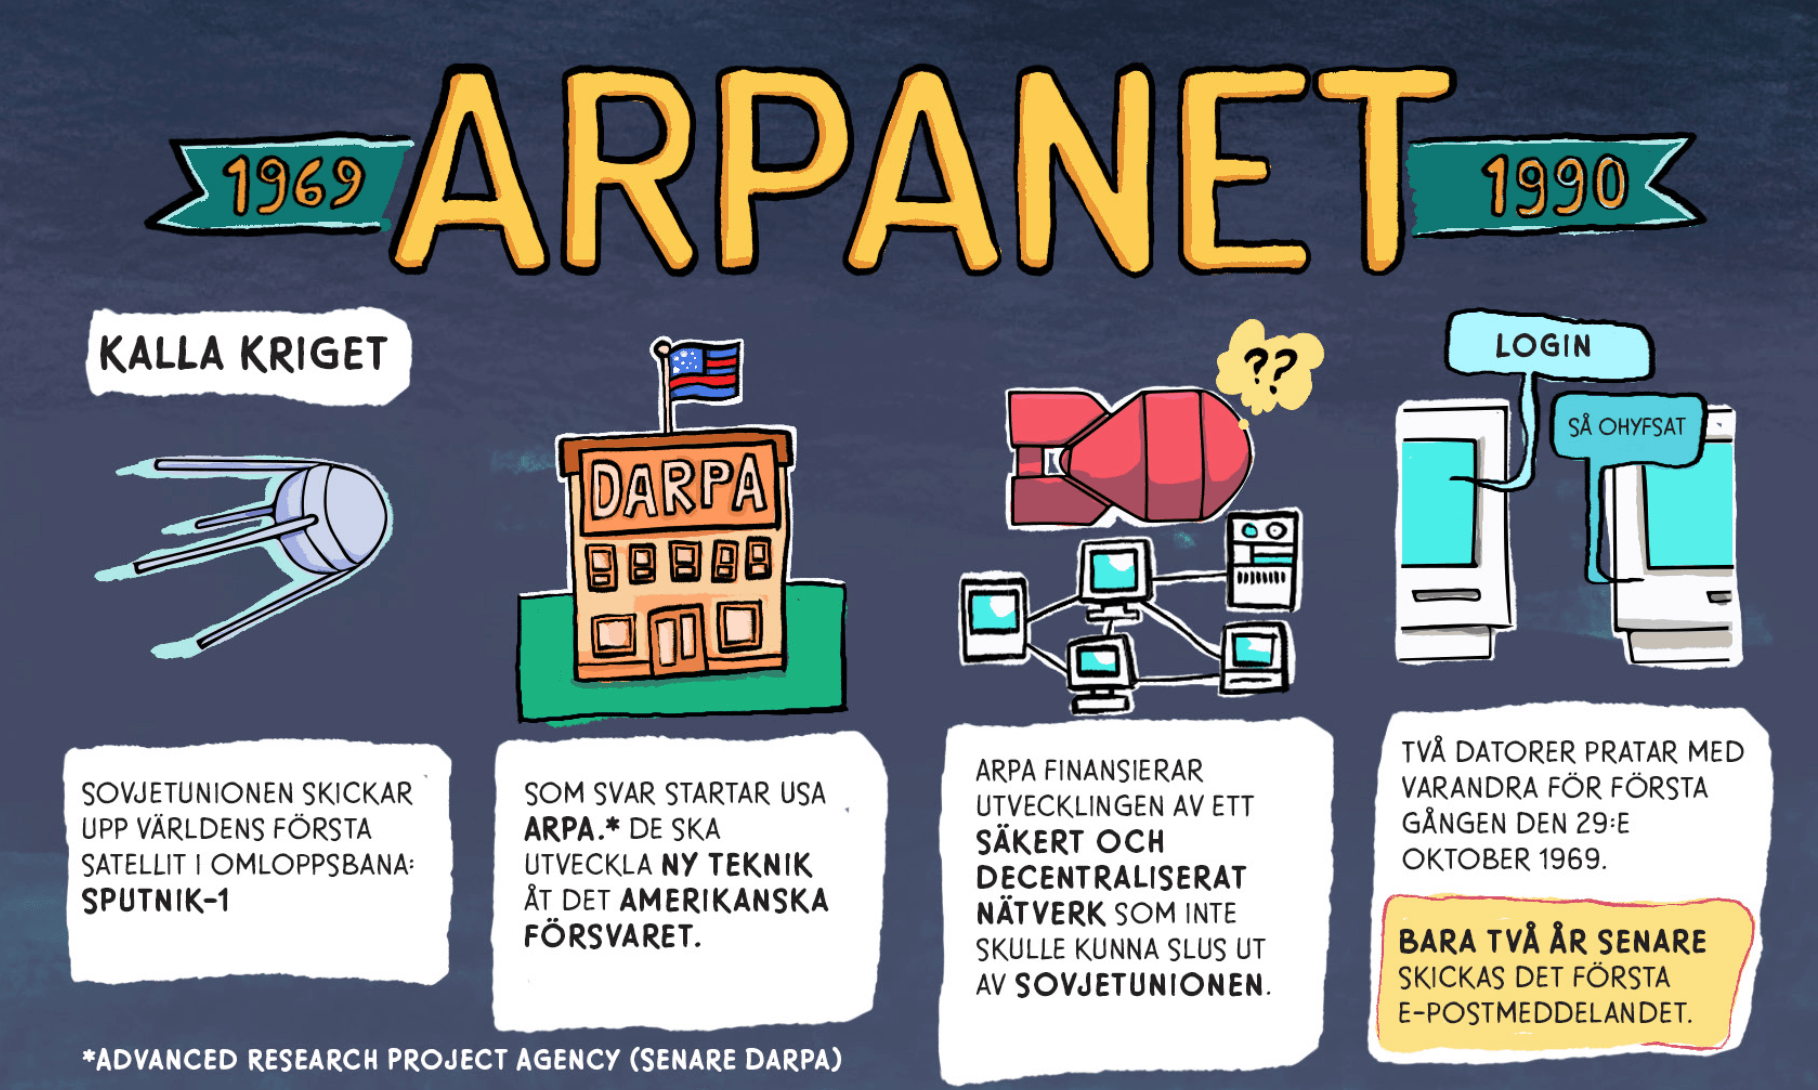 1969
ARPANET
1990
KALLA KRIGET
SOVJETUNIONEN SKICKAR
UPP VÄRLDENS FÖRSTA
SATELLIT I OMLOPPSBANA:
SPUTNIK-1
DARPA
SOM SVAR STARTAR USA
ARPA.* DE SKA
UTVECKLA NY TEKNIK
ÅT DET AMERIKANSKA
FÖRSVARET.
??
ARPA FINANSIERAR
UTVECKLINGEN AV ETT
SÄKERT OCH
DECENTRALISERAT
NÄTVERK SOM INTE
SKULLE KUNNA SLUS UT
AV SOVJETUNIONEN.
LOGIN
SÅ OHYFSAT
TVÅ DATORER PRATAR MED
VARANDRA FÖR FÖRSTA
GÅNGEN DEN 29:E
OKTOBER 1969.
BARA TVÅ ÅR SENARE
SKICKAS DET FÖRSTA
E-POSTMEDDELANDET.
*ADVANCED RESEARCH PROJECT AGENCY (SENARE DARPA)